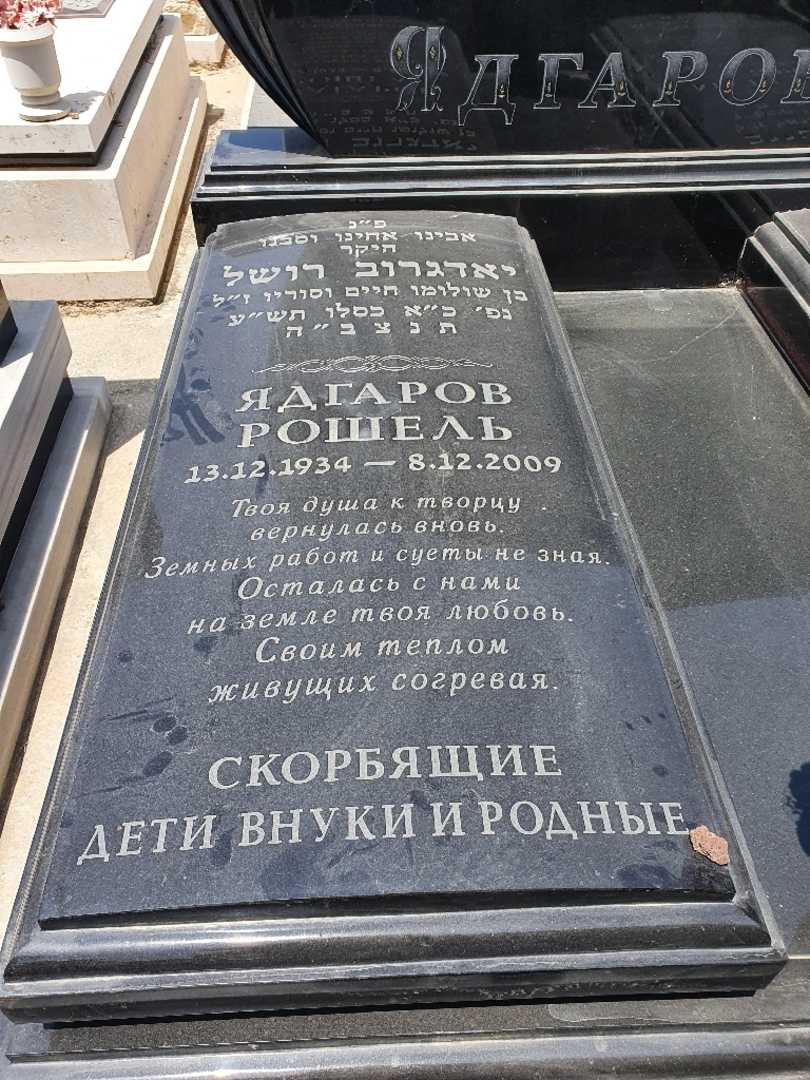 ЯДГАРОВ
פ״נ
אבינו אחינו וסבנו
היקר
יאדגרוב רושל
בן שולומו חיים וסוריו ז״ל
נפ׳ כ״א כסלו תש״ע
ת נ צ ב ״ ה
ЯДГАРОВ
РОШЕЛЬ
13.12.1934 — 8.12.2009
Твоя душа к творцу
вернулась вновь.
Земных работ и суеты не зная.
Осталась с нами
на земле твоя любовь.
Своим теплом
живущих согревая.
СКОРБЯЩИЕ
ДЕТИ ВНУКИ И РОДНЫЕ